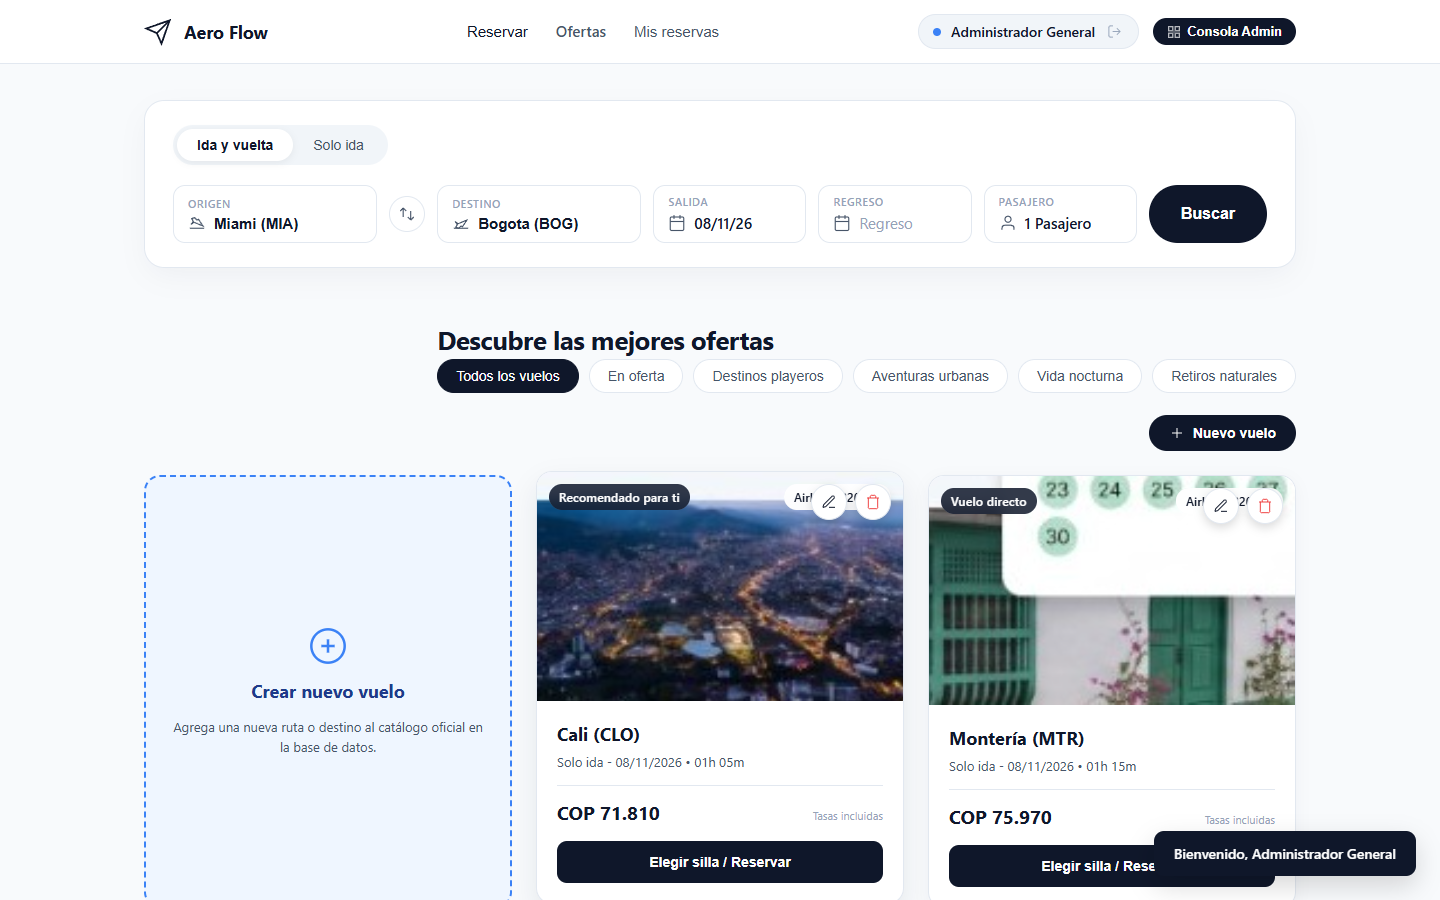 Aero Flow
Reservar
Ofertas
Mis reservas
Administrador General
Consola Admin
Ida y vuelta
Solo ida
ORIGEN
Miami (MIA)
DESTINO
Bogota (BOG)
SALIDA
08/11/26
REGRESO
Regreso
PASAJERO
1 Pasajero
Buscar
Descubre las mejores ofertas
Todos los vuelos
En oferta
Destinos playeros
Aventuras urbanas
Vida nocturna
Retiros naturales
Nuevo vuelo
Crear nuevo vuelo
Agrega una nueva ruta o destino al catálogo oficial en
la base de datos.
Recomendado para ti
Cali (CLO)
Solo ida - 08/11/2026 • 01h 05m
COP 71.810
Tasas incluidas
Elegir silla / Reservar
Vuelo directo
23 24 25
30
Montería (MTR)
Solo ida - 08/11/2026 • 01h 15m
COP 75.970
Tasas incluidas
Elegir silla / Rese
Bienvenido, Administrador General